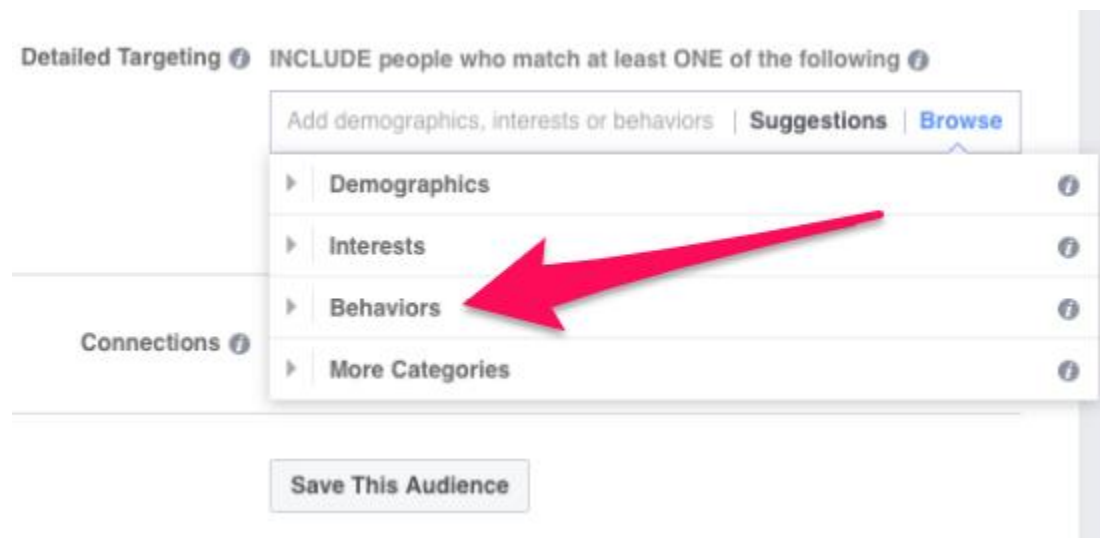 Detailed Targeting INCLUDE people who match at least ONE of the following
Add demographics, interests or behaviors | Suggestions | Browse
Demographics
Interests
Behaviors
Connections
More Categories
Save This Audience